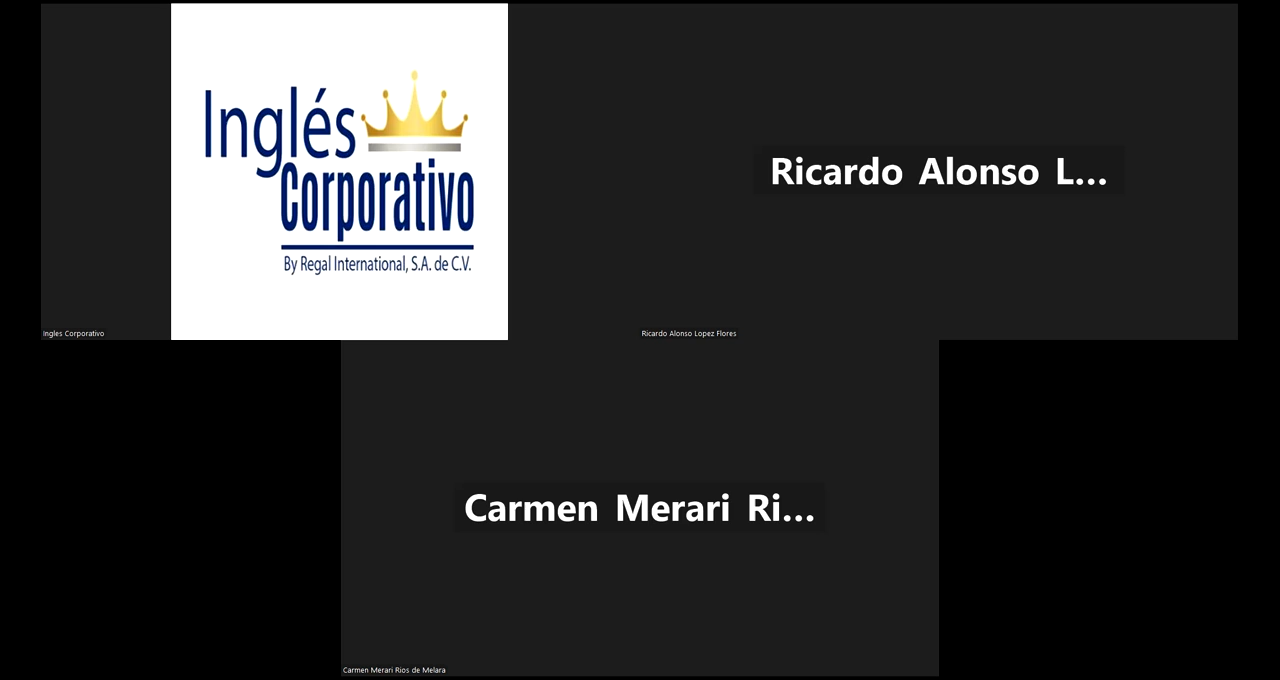 Inglés
Corporativo
By Regal International, S.A. de C.V.
Ingles Corporativo
Ricardo Alonso L...
Ricardo Alonso Lopez Flores
Carmen Merari Ri...
Carmen Merari Rios de Melara